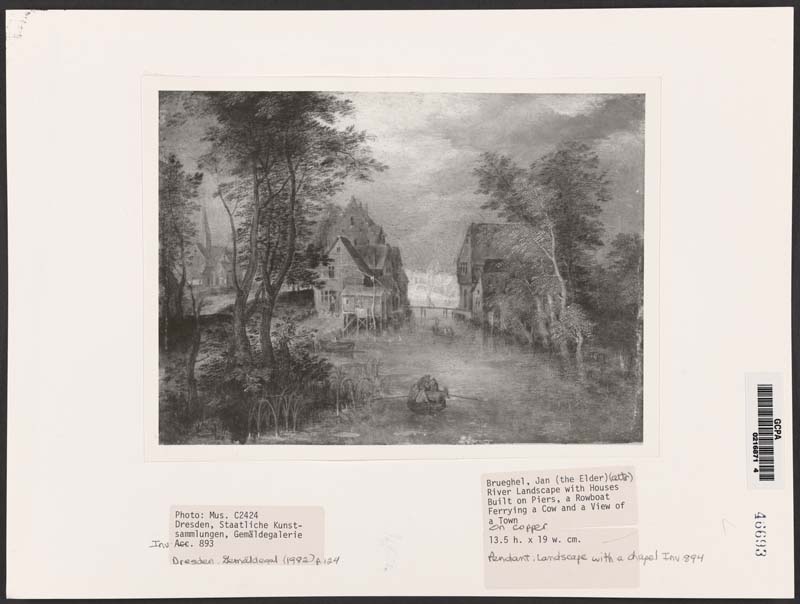 Photo: Mus. C2424
Dresden, Staatliche Kunst-
sammlungen, Gemäldegalerie
Inv Acc. 893
Dresden. Gemäldegal (1982) p.124
Brueghel, Jan (the Elder) (attr)
River Landscape with Houses
Built on Piers, a Rowboat
Ferrying a Cow and a View of
a Town
on copper
13.5 h. x 19 w. cm.
Pendant: Landscape with a chapel Inv 894
GCPA
0216871 4
46693